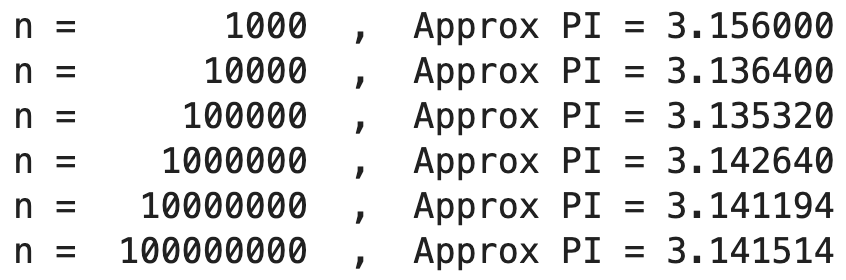 n =       1000  ,  Approx PI = 3.156000
n =      10000  ,  Approx PI = 3.136400
n =     100000  ,  Approx PI = 3.135320
n =    1000000  ,  Approx PI = 3.142640
n =   10000000  ,  Approx PI = 3.141194
n =  100000000  ,  Approx PI = 3.141514